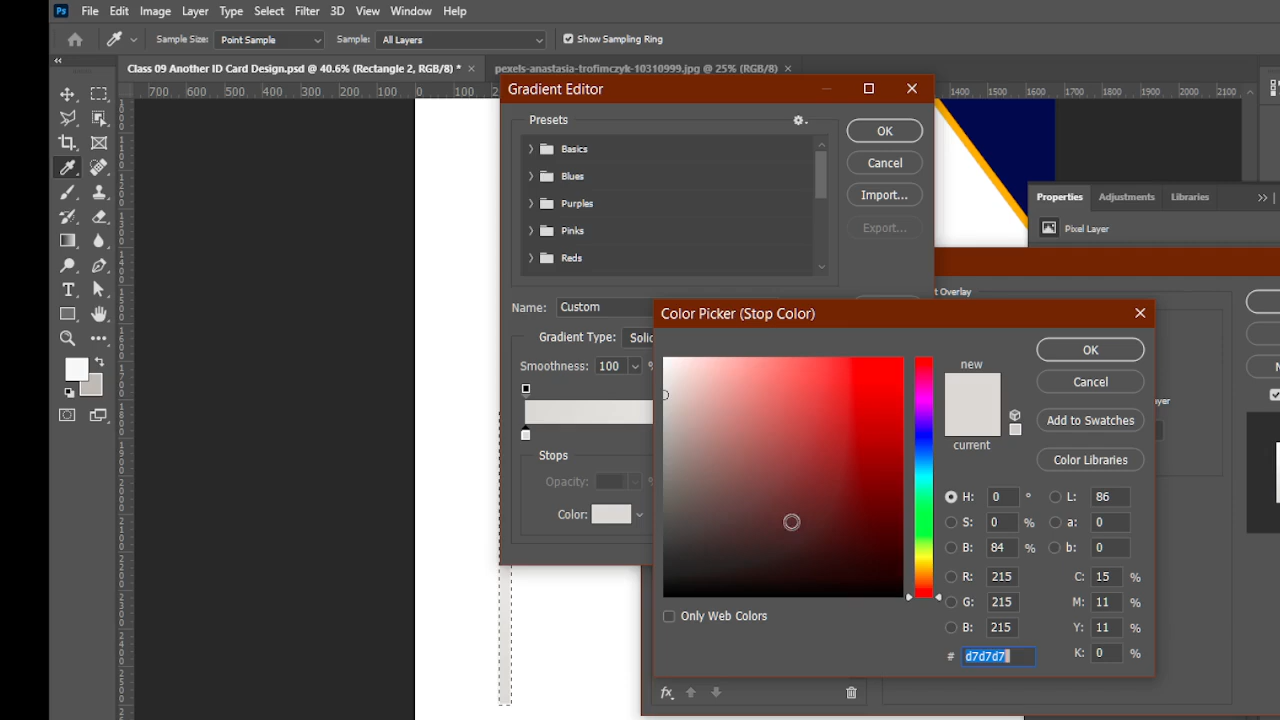 Ps File Edit Image Layer Type Select Filter 3D View Window Help
Sample Size: Point Sample Sample: All Layers Show Sampling Ring
Class 09 Another ID Card Design.psd @ 40.6% (Rectangle 2, RGB/8) * × pexels-anastasia-trofimczyk-10310999.jpg @ 25% (RGB/8) ×
700 600 500 400 300 200 100 0 100 1400 1500 1600 1700 1800 1900 2000 2100
Gradient Editor
Presets
Basics
Blues
Purples
Pinks
Reds
OK
Cancel
Import...
Export...
Name: Custom
Gradient Type:
Smoothness: 100
Stops
Opacity:
Color:
Properties Adjustments Libraries
Pixel Layer
Overlay
Color Picker (Stop Color)
new
current
OK
Cancel
Add to Swatches
Color Libraries
H: 0 ° L: 86
S: 0 % a: 0
B: 84 % b: 0
R: 215 C: 15 %
G: 215 M: 11 %
B: 215 Y: 11 %
# d7d7d7 K: 0 %
Only Web Colors
fx